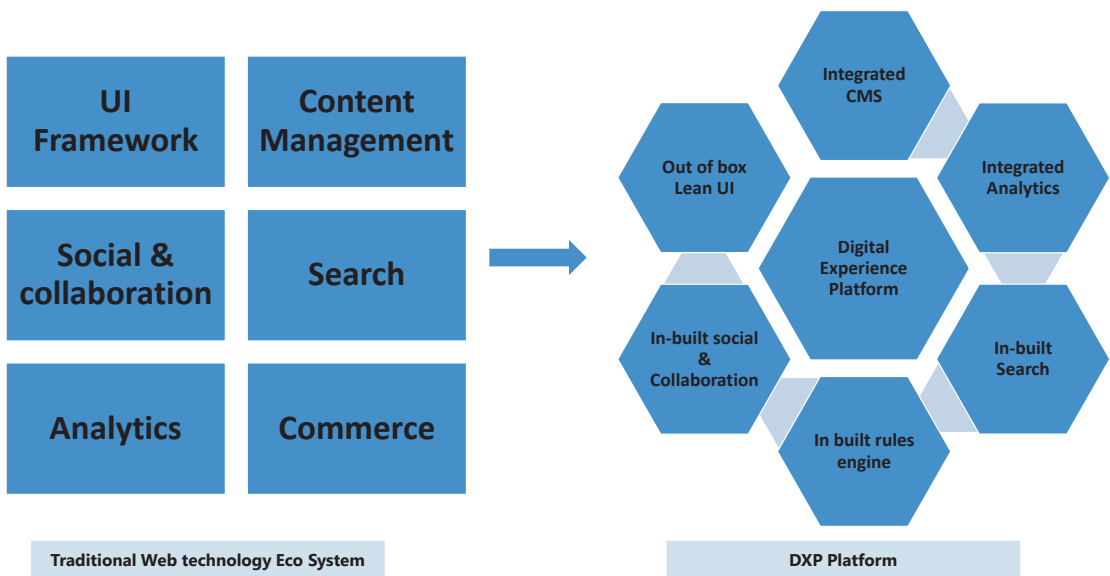 UI
Framework
Content
Management
Social &
collaboration
Search
Analytics
Commerce
Traditional Web technology Eco System
Integrated
CMS
Out of box
Lean UI
Integrated
Analytics
Digital
Experience
Platform
In-built social
&
Collaboration
In-built
Search
In built rules
engine
DXP Platform